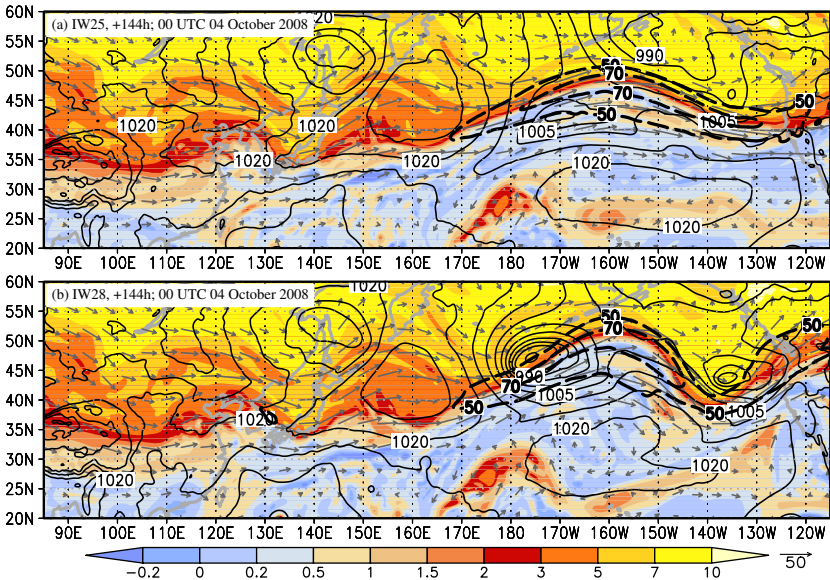 60N (a) IW25, +144h; 00 UTC 04 October 2008 1020
55N 990
50N 50 70
45N 70 50 50
40N 1020 1020 1005 1005
35N 1020 1020 1020
30N
25N 1020
20N
90E 100E 110E 120E 130E 140E 150E 160E 170E 180 170W 160W 150W 140W 130W 120W
60N (b) IW28, +144h; 00 UTC 04 October 2008 1020
55N 50 70 50
50N
45N 990
40N 70 50 1005 50 1005
35N 1020 1020 1020
30N 1020
25N 1020
20N
90E 100E 110E 120E 130E 140E 150E 160E 170E 180 170W 160W 150W 140W 130W 120W
−0.2 0 0.2 0.5 1 1.5 2 3 5 7 10 50